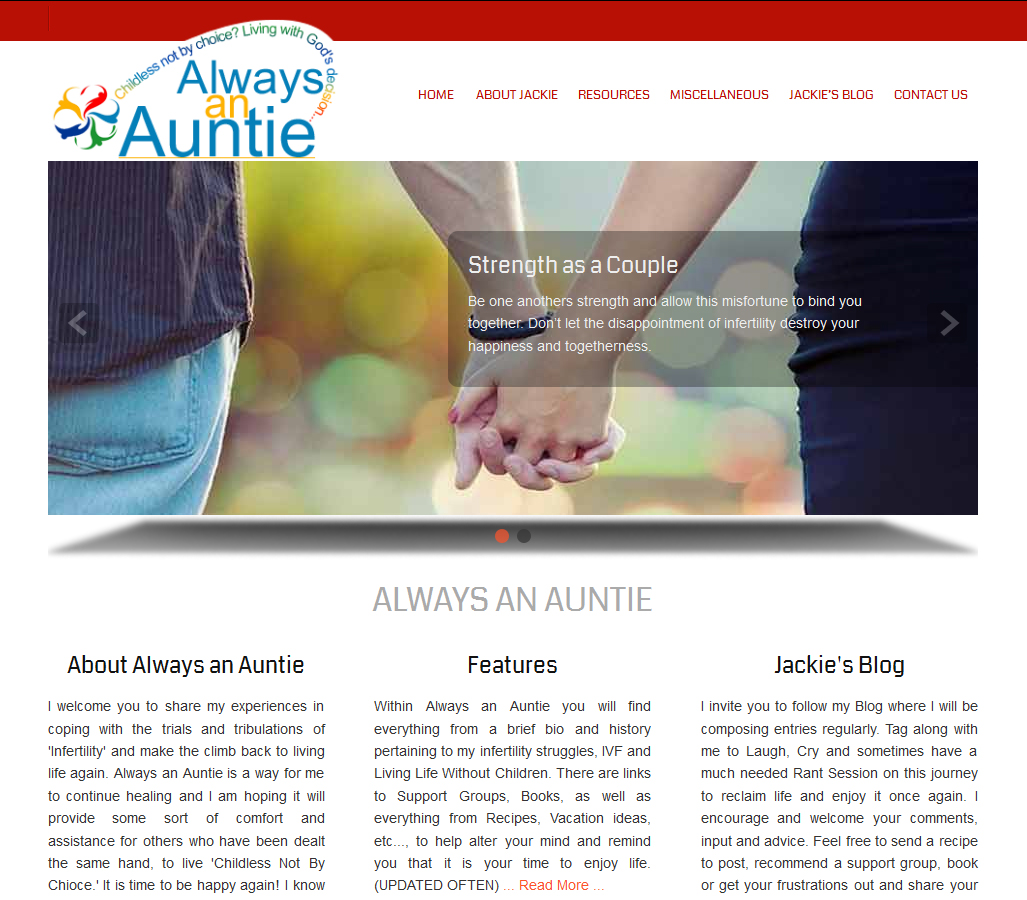 Childless not by choice? Living with God's decision...
Always
an
Auntie
HOME ABOUT JACKIE RESOURCES MISCELLANEOUS JACKIE'S BLOG CONTACT US
Strength as a Couple
Be one anothers strength and allow this misfortune to bind you
together. Don't let the disappointment of infertility destroy your
happiness and togetherness.
ALWAYS AN AUNTIE
About Always an Auntie
I welcome you to share my experiences in
coping with the trials and tribulations of
'Infertility' and make the climb back to living
life again. Always an Auntie is a way for me
to continue healing and I am hoping it will
provide some sort of comfort and
assistance for others who have been dealt
the same hand, to live 'Childless Not By
Chioce.' It is time to be happy again! I know
Features
Within Always an Auntie you will find
everything from a brief bio and history
pertaining to my infertility struggles, IVF and
Living Life Without Children. There are links
to Support Groups, Books, as well as
everything from Recipes, Vacation ideas,
etc..., to help alter your mind and remind
you that it is your time to enjoy life.
(UPDATED OFTEN) ... Read More ...
Jackie's Blog
I invite you to follow my Blog where I will be
composing entries regularly. Tag along with
me to Laugh, Cry and sometimes have a
much needed Rant Session on this journey
to reclaim life and enjoy it once again. I
encourage and welcome your comments,
input and advice. Feel free to send a recipe
to post, recommend a support group, book
or get your frustrations out and share your